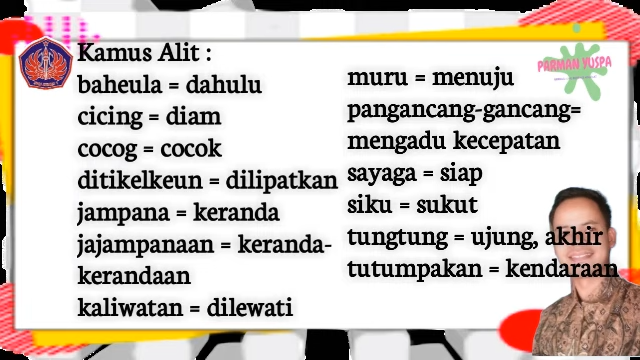 Kamus Alit :
baheula = dahulu
cicing = diam
cocog = cocok
ditikelkeun = dilipatkan
jampana = keranda
jajampanaan = keranda-
kerandaan
kaliwatan = dilewati
muru = menuju
pangancang-gancang=
mengadu kecepatan
sayaga = siap
siku = sukut
tungtung = ujung, akhir
tutumpakan = kendaraan
PARMAN YUSPA